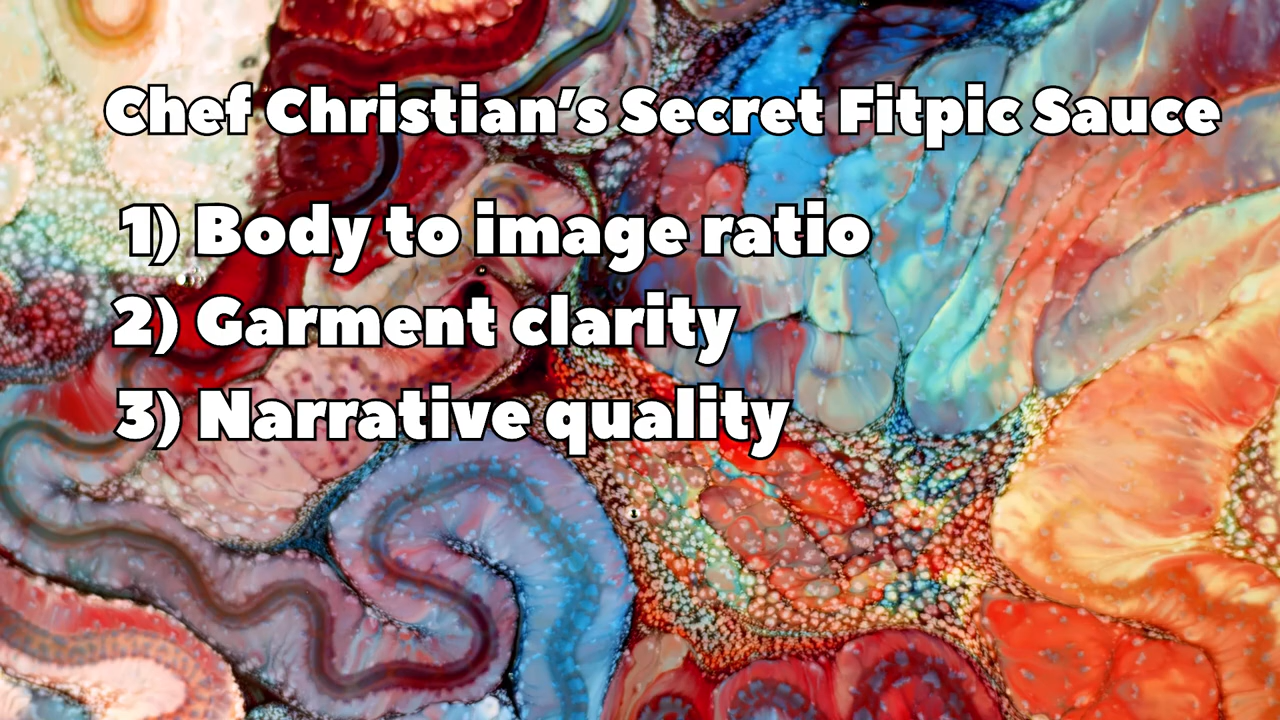 Chef Christian’s Secret Fitpic Sauce
1) Body to image ratio
2) Garment clarity
3) Narrative quality